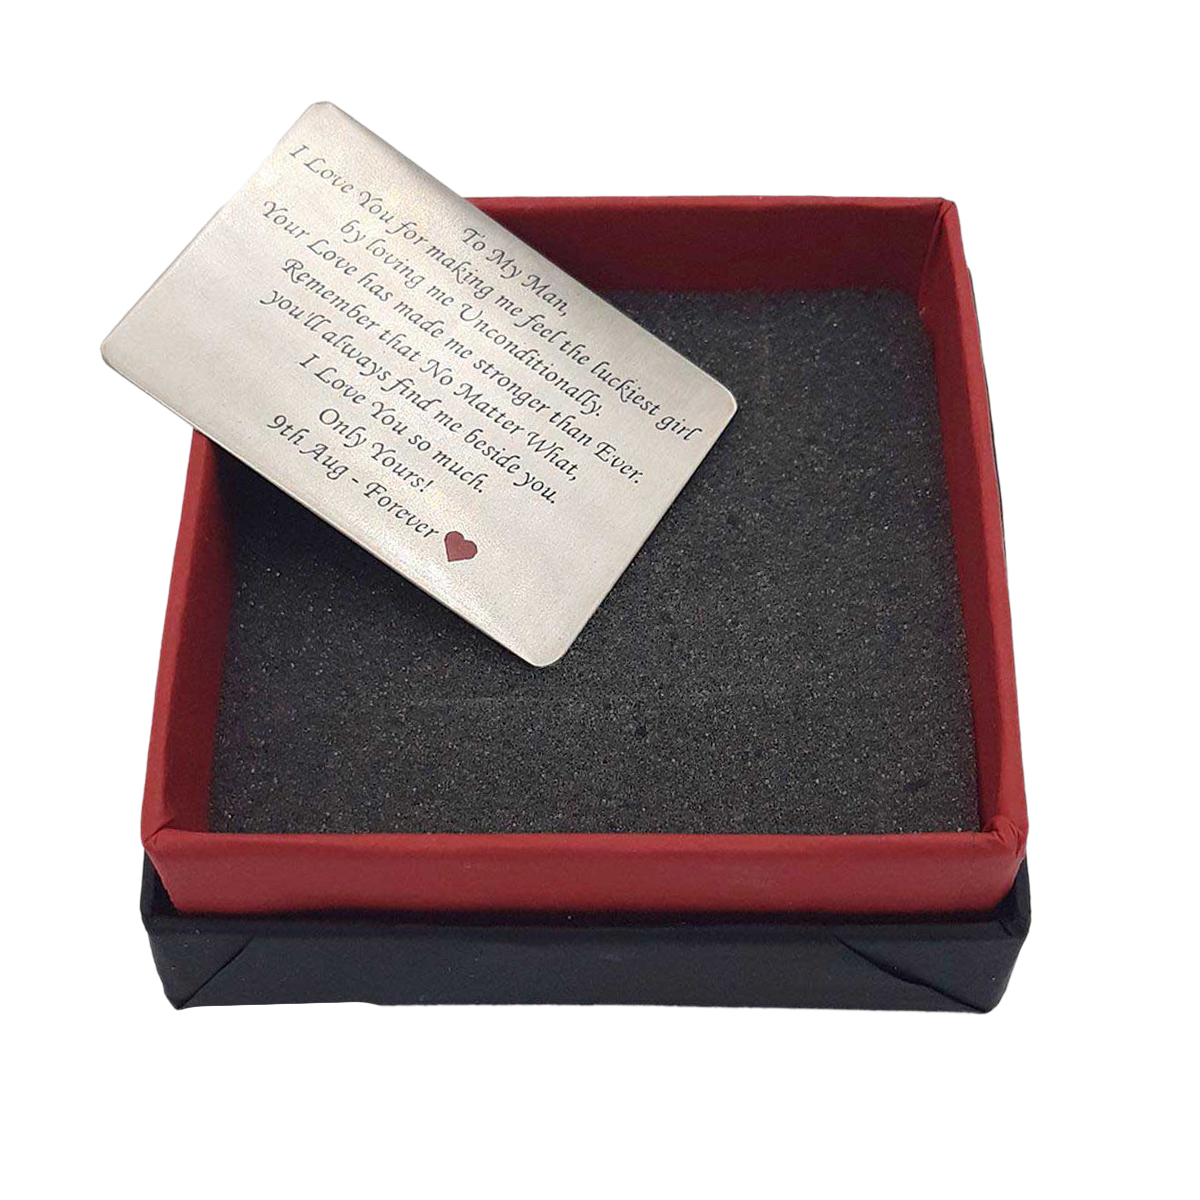 To My Man,
I Love You for making me feel the luckiest girl
by loving me Unconditionally.
Your Love has made me stronger than Ever.
Remember that No Matter What,
you'll always find me beside you.
I Love You so much.
Only Yours!
9th Aug - Forever